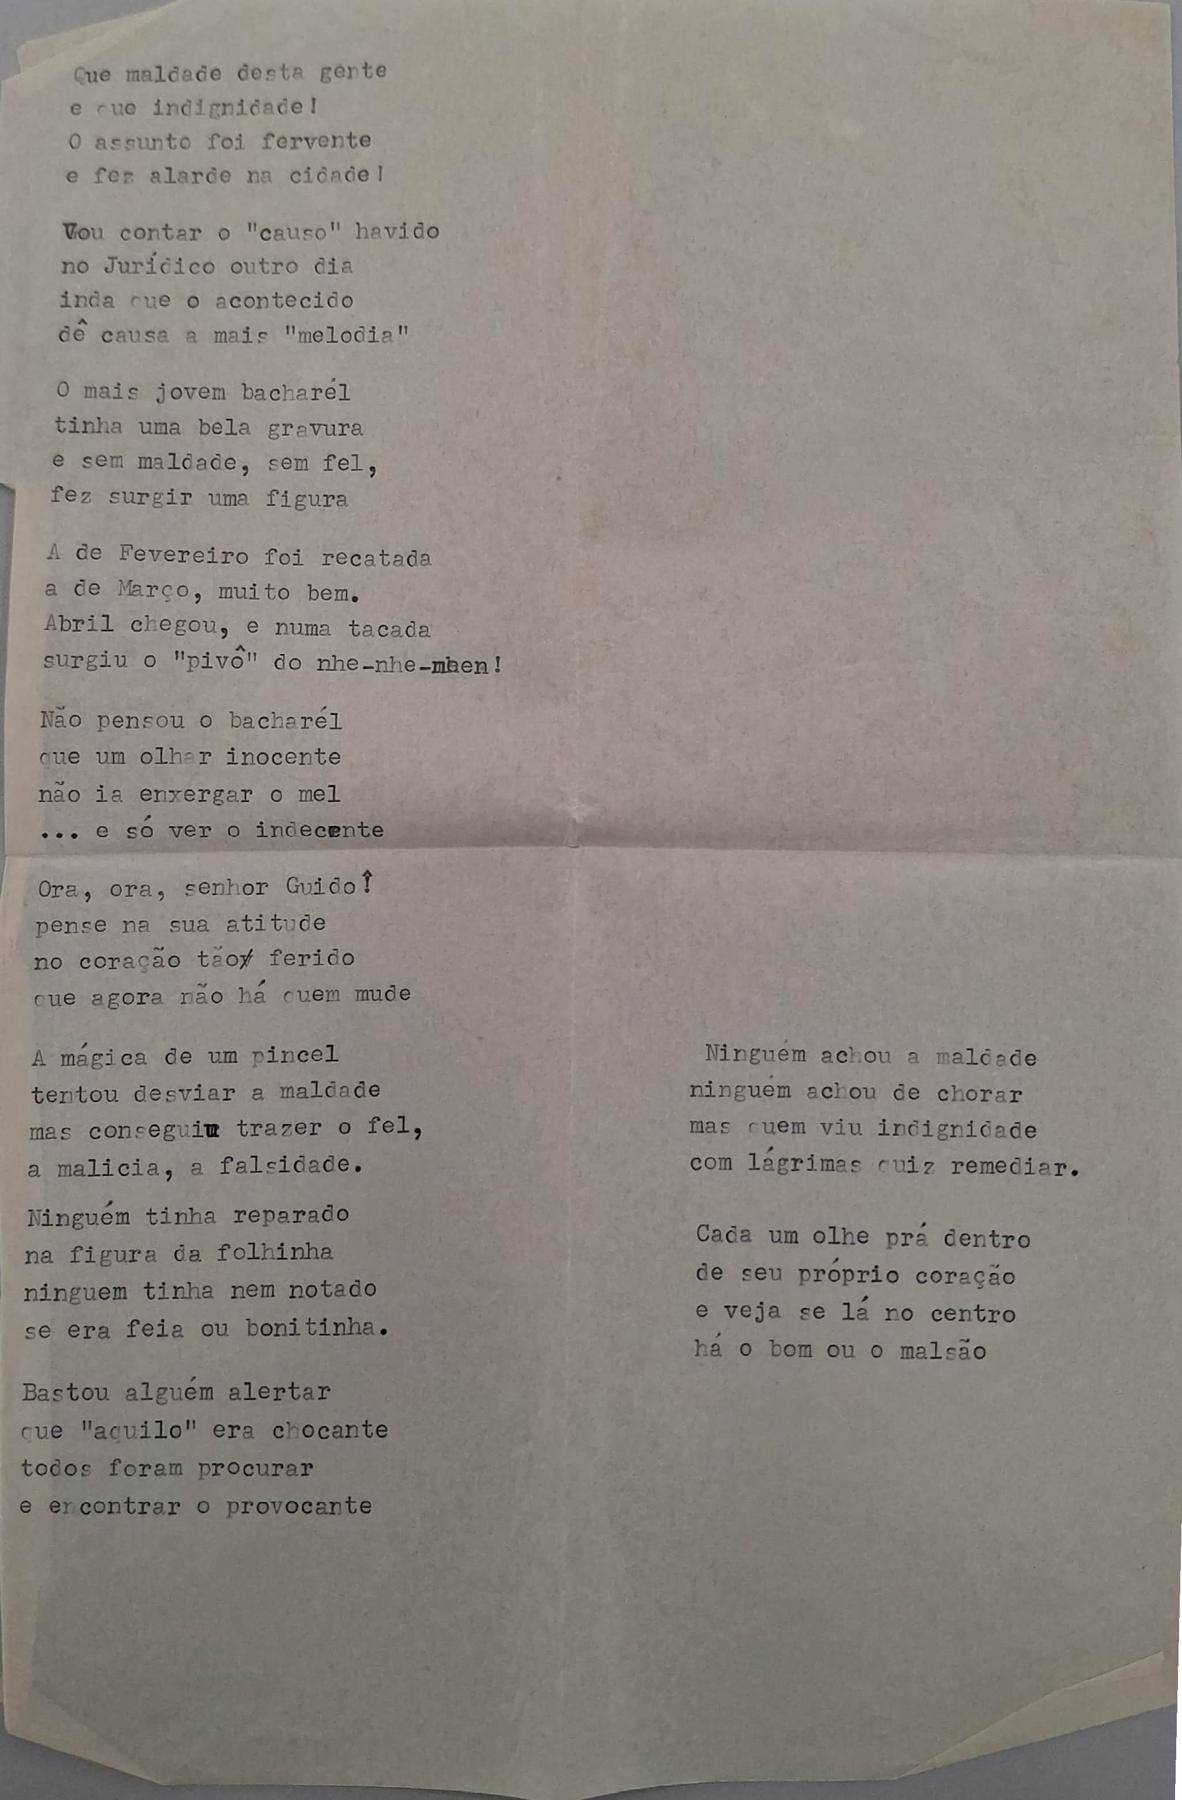 Que maldade desta gente
e que indignidade!
O assunto foi fervente
e fez alarde na cidade!

Vou contar o "causo" havido
no Jurídico outro dia
inda que o acontecido
dê causa a mais "melodia"

O mais jovem bacharél
tinha uma bela gravura
e sem maldade, sem fel,
fez surgir uma figura

A de Fevereiro foi recatada
a de Março, muito bem.
Abril chegou, e numa tacada
surgiu o "pivô" do nhe-nhe-nhen!

Não pensou o bacharél
que um olhar inocente
não ia enxergar o mel
... e só ver o indecente

Ora, ora, senhor Guido!
pense na sua atitude
no coração tão ferido
que agora não há quem mude

A mágica de um pincel
tentou desviar a maldade
mas conseguiu trazer o fel,
a malicia, a falsidade.

Ninguém tinha reparado
na figura da folhinha
ninguem tinha nem notado
se era feia ou bonitinha.

Bastou alguém alertar
que "aquilo" era chocante
todos foram procurar
e encontrar o provocante

Ninguém achou a maldade
ninguém achou de chorar
mas quem viu indignidade
com lágrimas quiz remediar.

Cada um olhe prá dentro
de seu próprio coração
e veja se lá no centro
há o bom ou o malsão